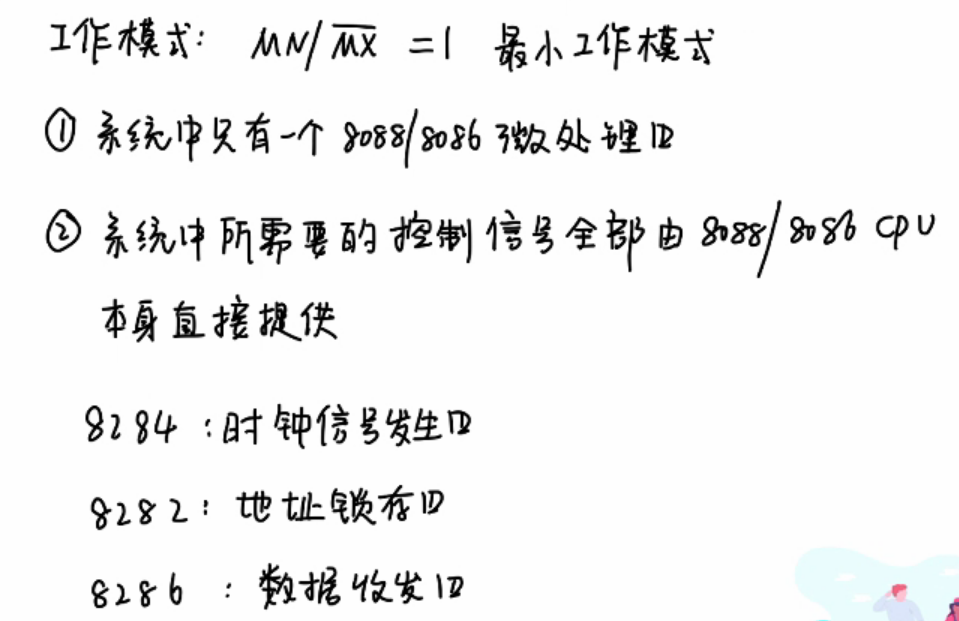 工作模式： MN/M̅X̅ =1 最小工作模式
① 系统中只有一个 8088/8086 微处理器
② 系统中所需要的控制信号全部由 8088/8086 CPU
本身直接提供
8284：时钟信号发生器
8282：地址锁存器
8286：数据收发器